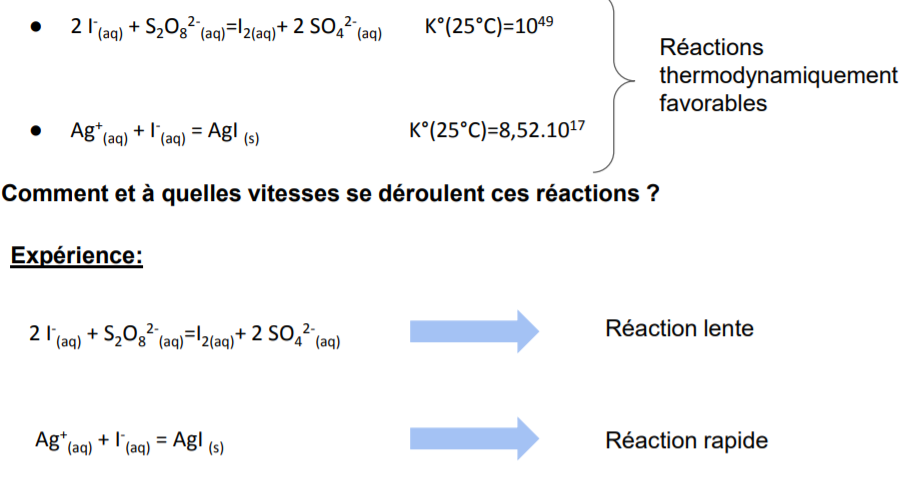 ● 2 I⁻(aq) + S₂O₈²⁻(aq)=I₂(aq)+ 2 SO₄²⁻(aq) K°(25°C)=10⁴⁹
Réactions
thermodynamiquement
favorables
● Ag⁺(aq) + I⁻(aq) = AgI (s) K°(25°C)=8,52.10¹⁷
Comment et à quelles vitesses se déroulent ces réactions ?
Expérience:
2 I⁻(aq) + S₂O₈²⁻(aq)=I₂(aq)+ 2 SO₄²⁻(aq) Réaction lente
Ag⁺(aq) + I⁻(aq) = AgI (s) Réaction rapide